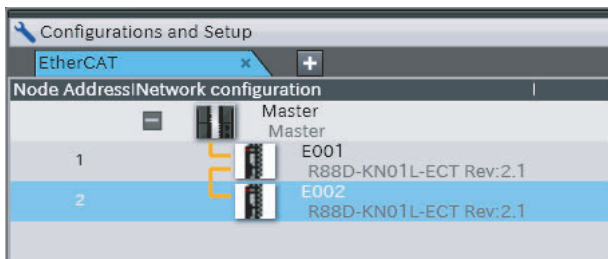 Configurations and Setup
EtherCAT × +
Node Address|Network configuration
Master
Master
1 E001
R88D-KN01L-ECT Rev:2.1
2 E002
R88D-KN01L-ECT Rev:2.1